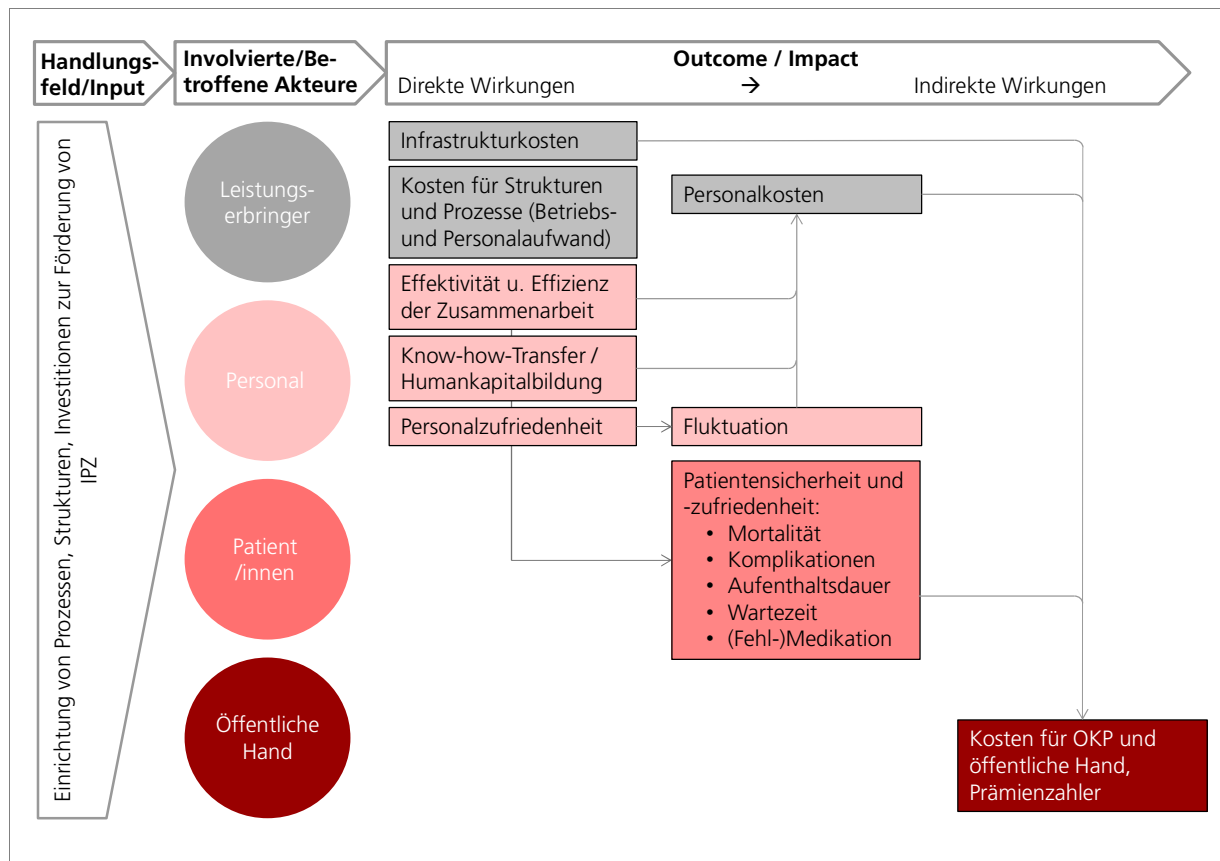 Handlungs-
feld/Input
Involvierte/Be-
troffene Akteure
Outcome / Impact
Direkte Wirkungen
→
Indirekte Wirkungen
Einrichtung von Prozessen, Strukturen, Investitionen zur Förderung von
IPZ
Leistungs-
erbringer
Personal
Patient
/innen
Öffentliche
Hand
Infrastrukturkosten
Kosten für Strukturen
und Prozesse (Betriebs-
und Personalaufwand)
Effektivität u. Effizienz
der Zusammenarbeit
Know-how-Transfer /
Humankapitalbildung
Personalzufriedenheit
Personalkosten
Fluktuation
Patientensicherheit und
-zufriedenheit:
• Mortalität
• Komplikationen
• Aufenthaltsdauer
• Wartezeit
• (Fehl-)Medikation
Kosten für OKP und
öffentliche Hand,
Prämienzahler